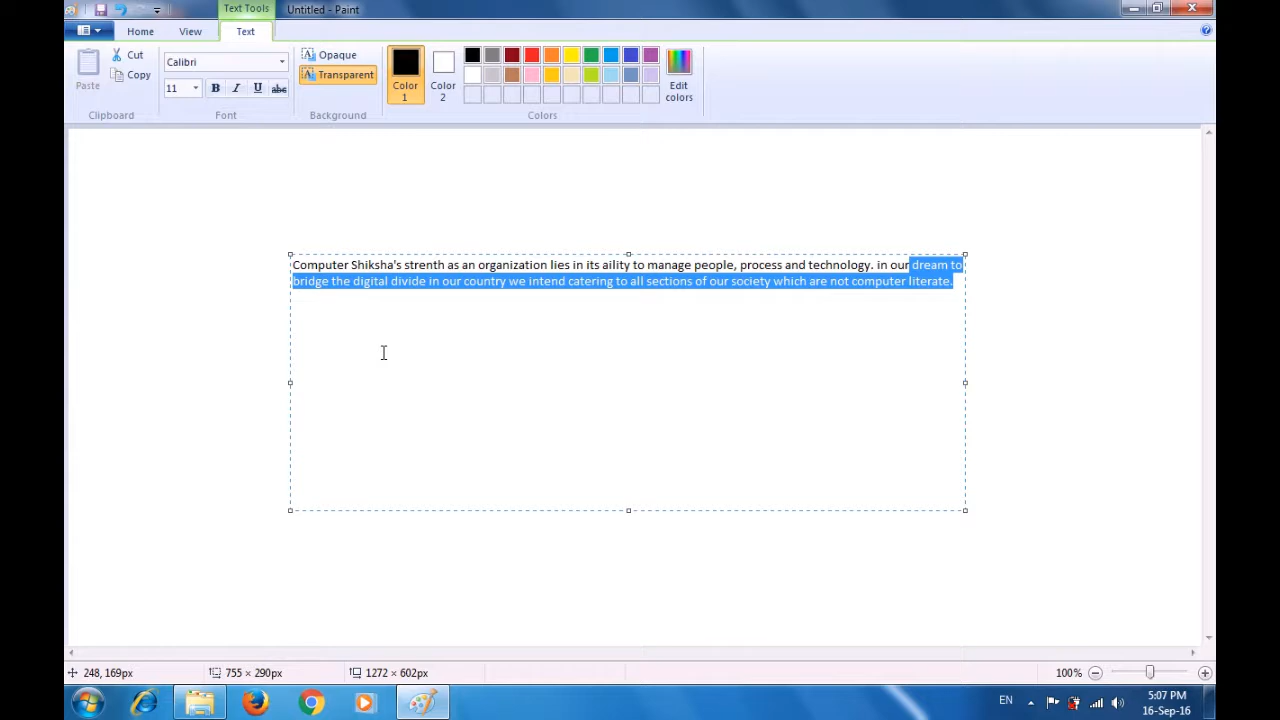 Text Tools
Untitled - Paint
Home
View
Text
Paste
Cut
Copy
Clipboard
Calibri
11
B
I
U
abc
Font
Opaque
Transparent
Background
Color
1
Color
2
Edit
colors
Colors
Computer Shiksha's strenth as an organization lies in its aility to manage people, process and technology. in our dream to
bridge the digital divide in our country we intend catering to all sections of our society which are not computer literate.
248, 169px
755 × 290px
1272 × 602px
100%
EN
5:07 PM
16-Sep-16